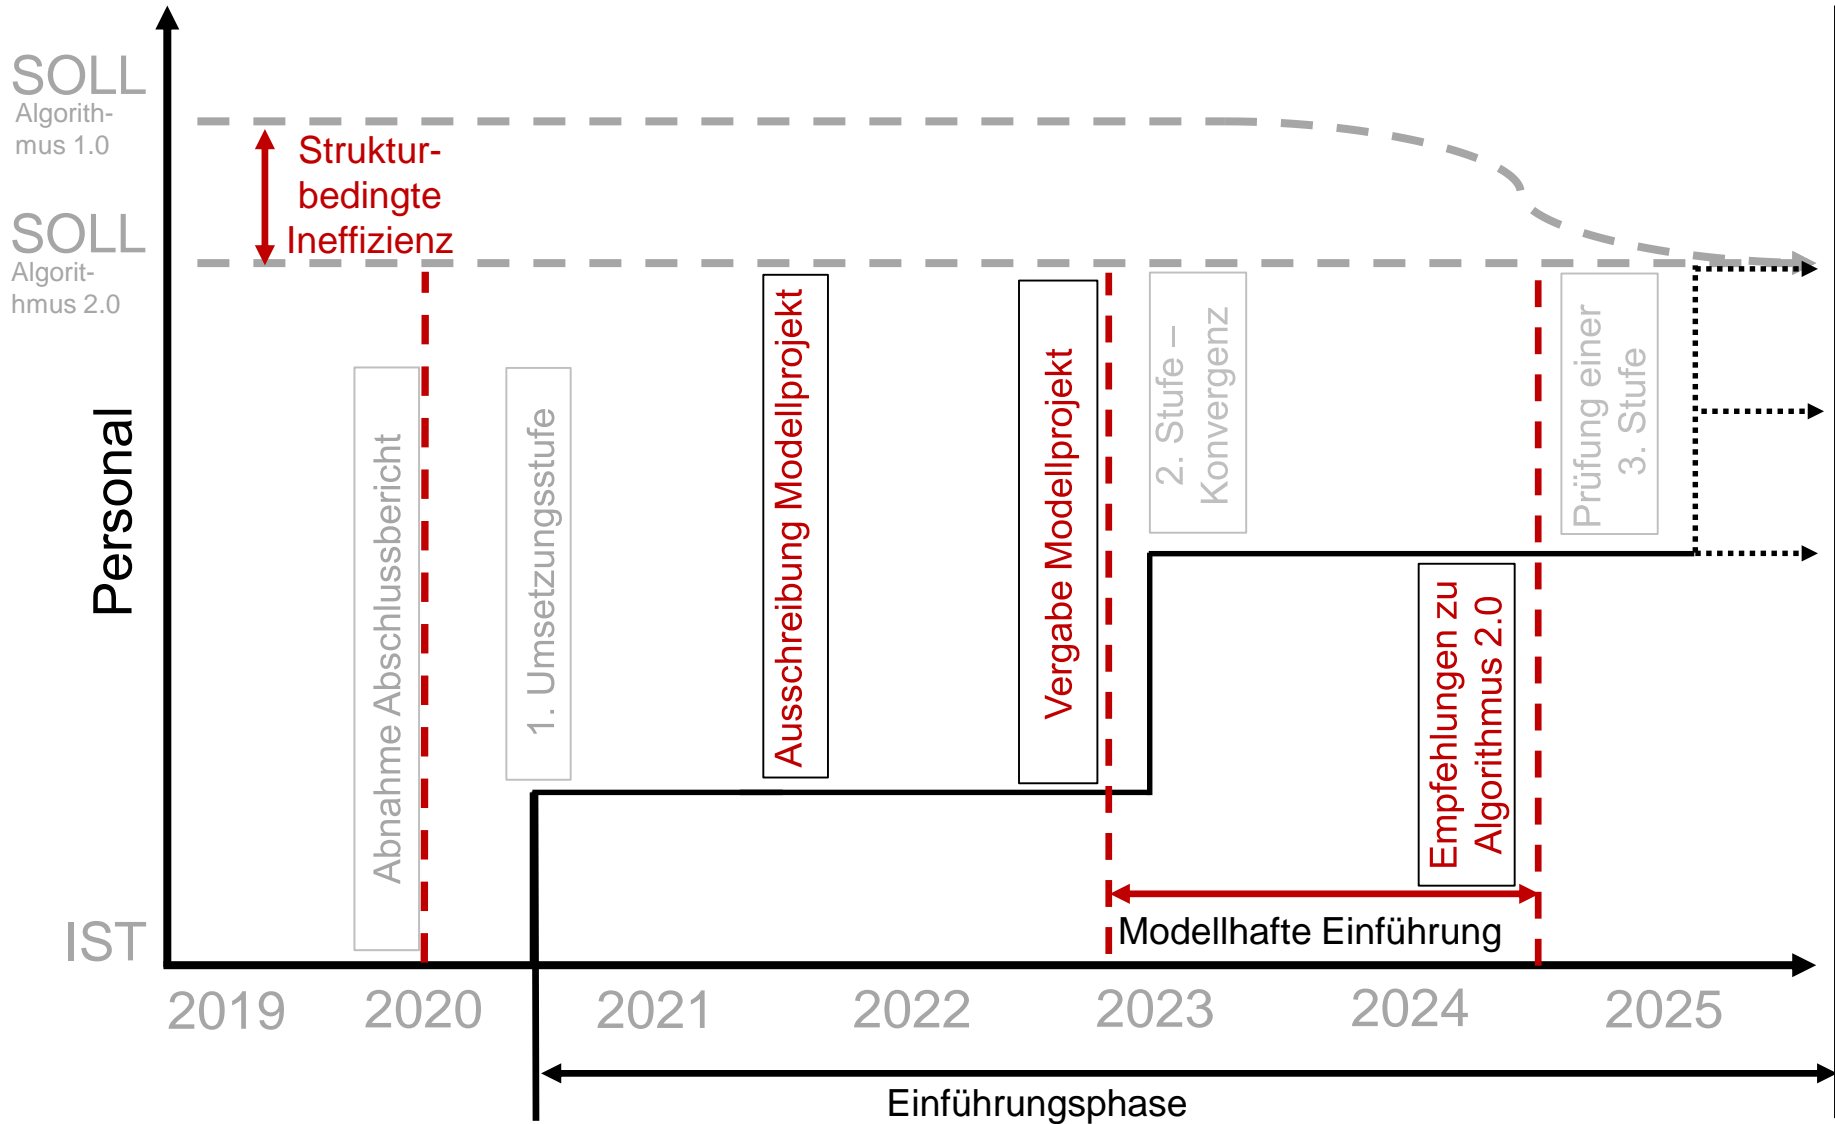 SOLL
Algorith-
mus 1.0
Struktur-
bedingte
Ineffizienz
SOLL
Algorit-
hmus 2.0
Personal
IST
Abnahme Abschlussbericht
1. Umsetzungsstufe
Ausschreibung Modellprojekt
Vergabe Modellprojekt
2. Stufe –
Konvergenz
Empfehlungen zu
Algorithmus 2.0
Prüfung einer
3. Stufe
Modellhafte Einführung
2019
2020
2021
2022
2023
2024
2025
Einführungsphase